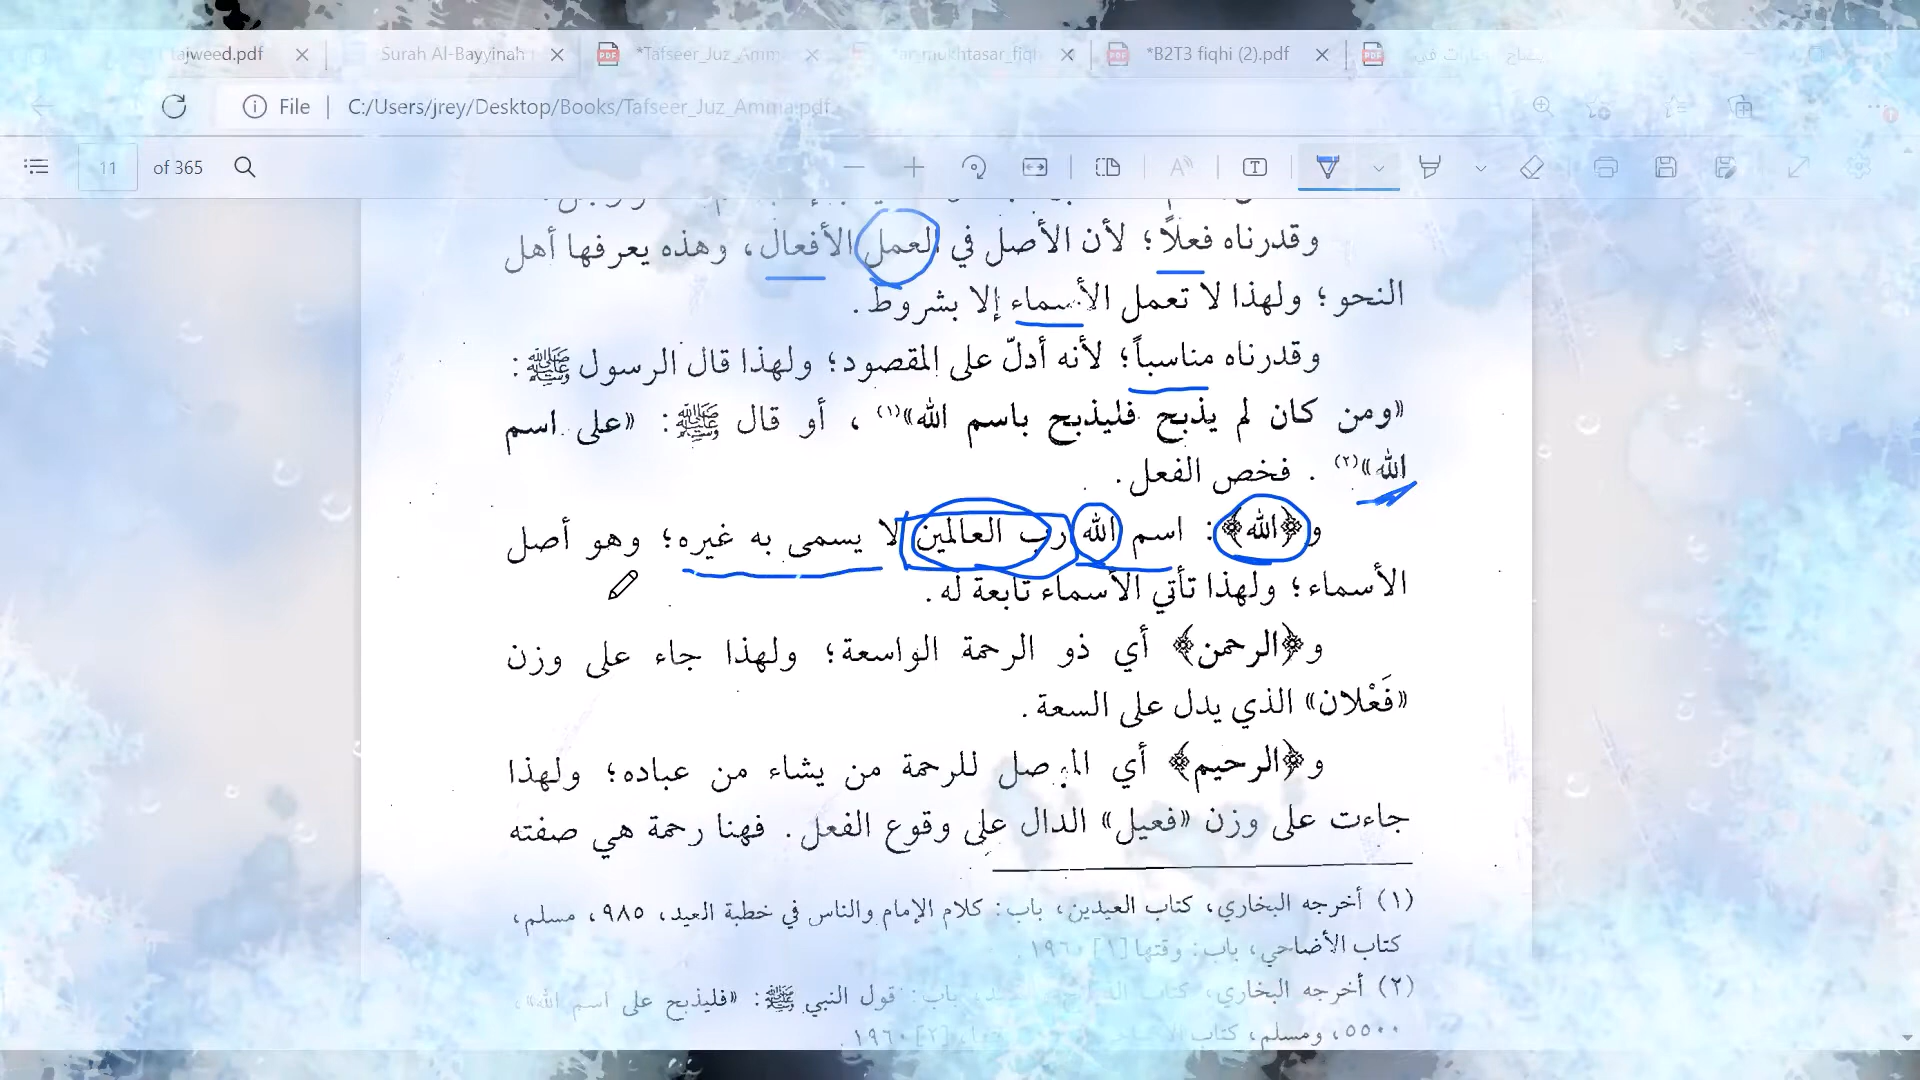 tajweed.pdf
Surah Al-Bayyinah
*Tafseer_Juz_Amma
mukhtasar_fiqh
*B2T3 fiqhi (2).pdf
File | C:/Users/jrey/Desktop/Books/Tafseer_Juz_Amma.pdf
11 of 365
وقدرناه فعلاً؛ لأن الأصل في العمل الأفعال، وهذه يعرفها أهل
النحو؛ ولهذا لا تعمل الأسماء إلا بشروط.
وقدرناه مناسباً؛ لأنه أدلّ على المقصود؛ ولهذا قال الرسول ﷺ:
«ومن كان لم يذبح فليذبح باسم الله»(١)، أو قال ﷺ: «على اسم
الله»(٢). فخص الفعل.
و﴿الله﴾: اسم الله رب العالمين لا يسمى به غيره؛ وهو أصل
الأسماء؛ ولهذا تأتي الأسماء تابعة له.
و﴿الرحمن﴾ أي ذو الرحمة الواسعة؛ ولهذا جاء على وزن
«فَعْلان» الذي يدل على السعة.
و﴿الرحيم﴾ أي الموصل للرحمة من يشاء من عباده؛ ولهذا
جاءت على وزن «فعيل» الدال على وقوع الفعل. فهنا رحمة هي صفته
(١) أخرجه البخاري، كتاب العيدين، باب: كلام الإمام والناس في خطبة العيد، ٩٨٥، مسلم،
كتاب الأضاحي، باب: وقتها [١] ١٩٦٠.
(٢) أخرجه البخاري، كتاب باب: قول النبي ﷺ: «فليذبح على اسم الله»،
٥٥٠٠، ومسلم، كتاب [٢] ١٩٦٠.